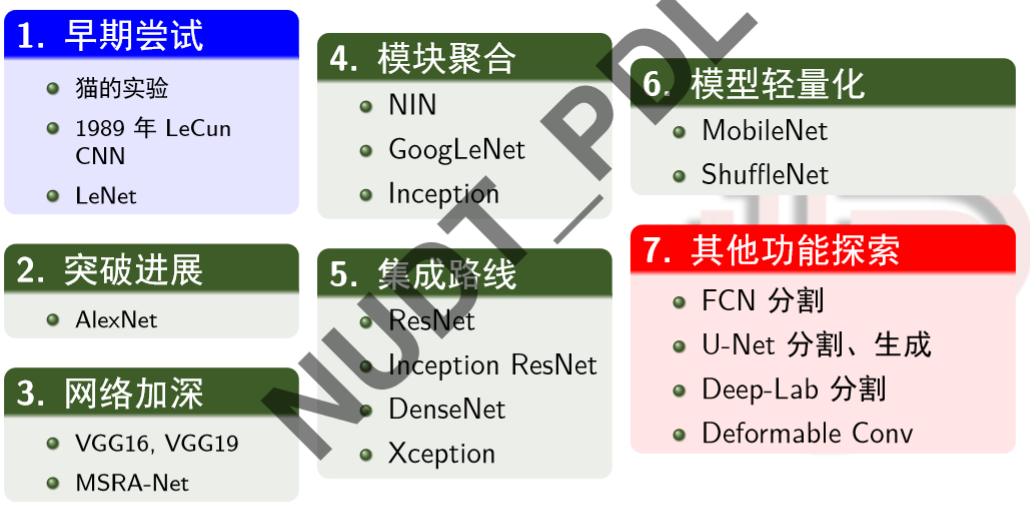 1. 早期尝试
猫的实验
1989 年 LeCun
CNN
LeNet
2. 突破进展
AlexNet
3. 网络加深
VGG16, VGG19
MSRA-Net
4. 模块聚合
NIN
GoogLeNet
Inception
5. 集成路线
ResNet
Inception ResNet
DenseNet
Xception
6. 模型轻量化
MobileNet
ShuffleNet
7. 其他功能探索
FCN 分割
U-Net 分割、生成
Deep-Lab 分割
Deformable Conv
NUDT_PDL